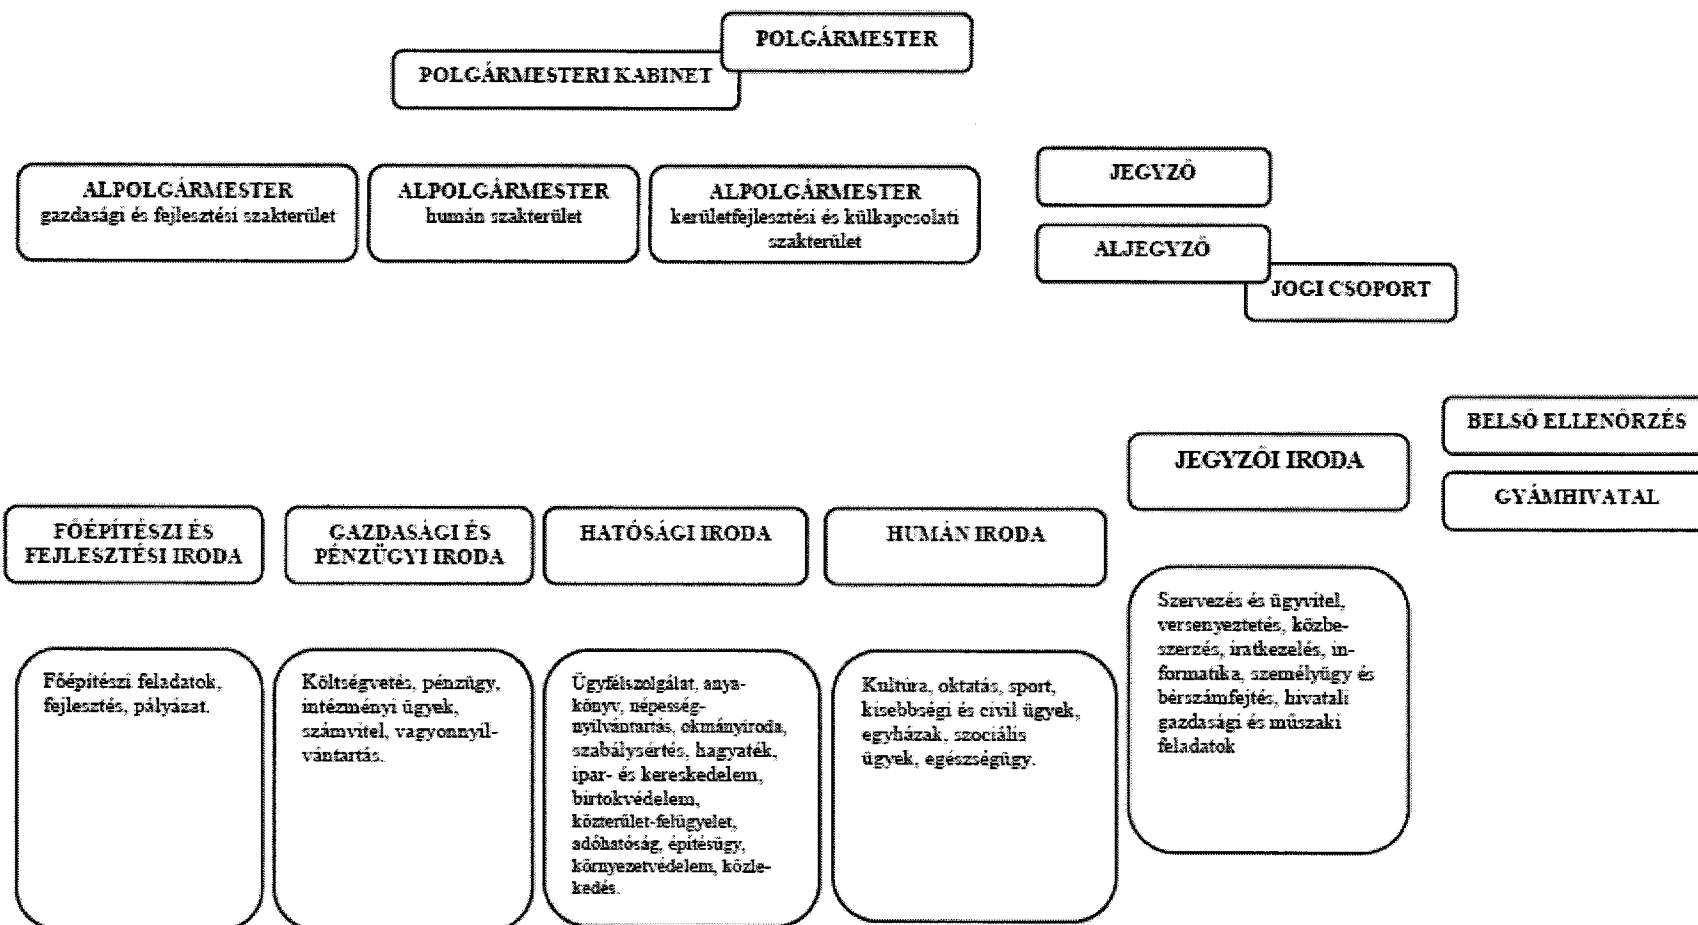 POLGÁRMESTER
POLGÁRMESTERI KABINET
ALPOLGÁRMESTER
gazdasági és fejlesztési szakterület
ALPOLGÁRMESTER
humán szakterület
ALPOLGÁRMESTER
kerületfejlesztési és külkapcsolati
szakterület
JEGYZŐ
ALJEGYZŐ
JOGI CSOPORT
BELSŐ ELLENŐRZÉS
GYÁMHIVATAL
FŐÉPÍTÉSZI ÉS
FEJLESZTÉSI IRODA
GAZDASÁGI ÉS
PÉNZÜGYI IRODA
HATÓSÁGI IRODA
HUMÁN IRODA
JEGYZŐI IRODA
Főépítészi feladatok,
fejlesztés, pályázat.
Költségvetés, pénzügy,
intézményi ügyek,
számvitel, vagyonnyil-
vántartás.
Ügyfélszolgálat, anya-
könyv, népesség-
nyilvántartás, okmányiroda,
szabálysértés, hagyaték,
ipar- és kereskedelem,
birtokvédelem,
közterület-felügyelet,
adóhatóság, építésügy,
környezetvédelem, közle-
kedés.
Kultúra, oktatás, sport,
kisebbségi és civil ügyek,
egyházak, szociális
ügyek, egészségügy.
Szervezés és ügyvitel,
versenyeztetés, közbe-
szerzés, iratkezelés, in-
formatika, személyügy és
bérszámfejtés, hivatali
gazdasági és műszaki
feladatok